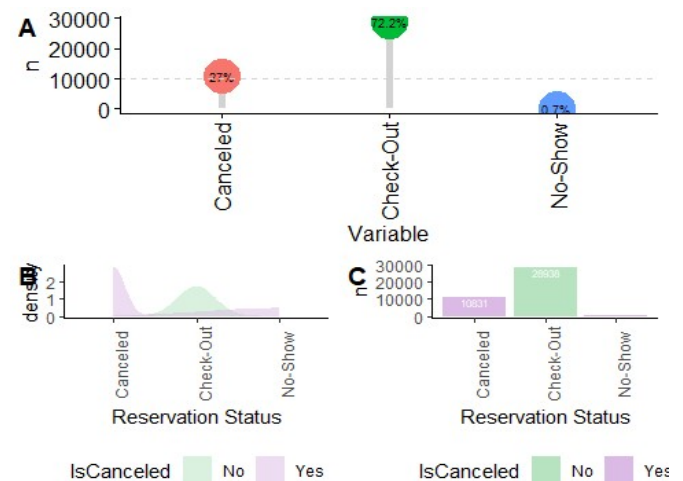 A
30000
20000
10000
0
n
27%
72.2%
0.7%
Canceled
Check-Out
No-Show
Variable
B
density
2
1
0
Canceled
Check-Out
No-Show
Reservation Status
IsCanceled No Yes
C
n
30000
20000
10000
0
10831
28938
Canceled
Check-Out
No-Show
Reservation Status
IsCanceled No Yes